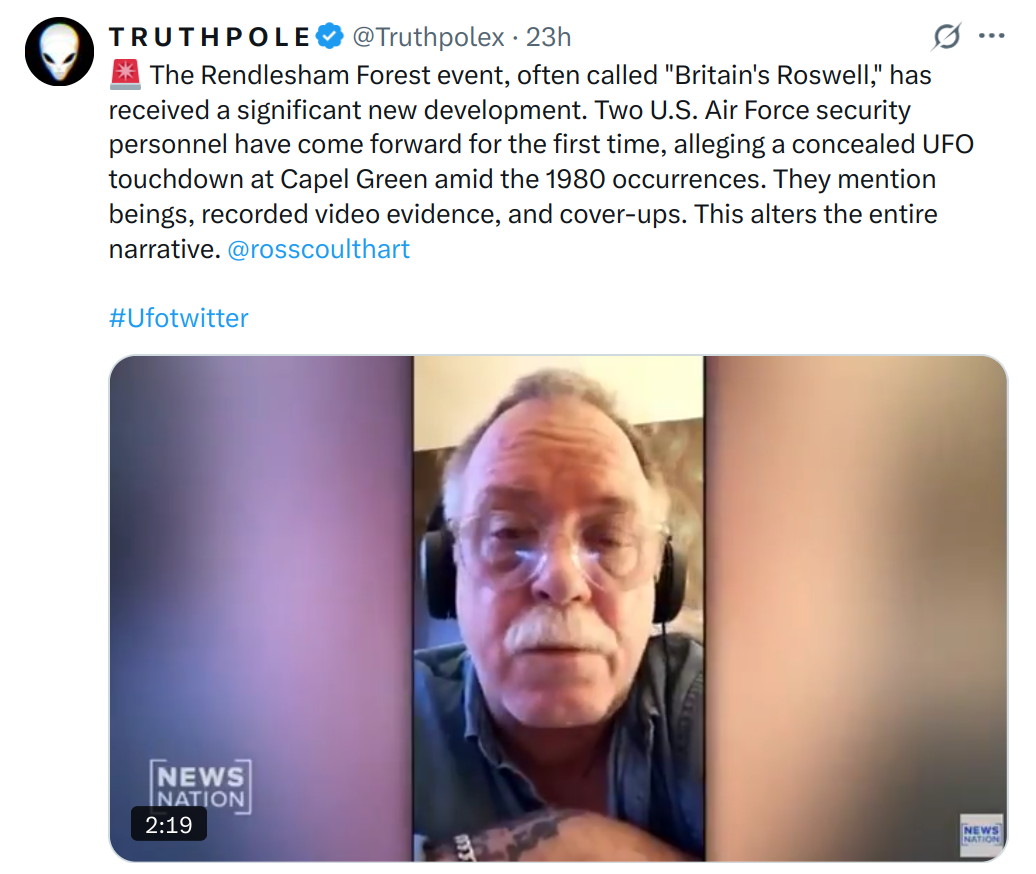 TRUTHPOLE @Truthpolex · 23h
🚨 The Rendlesham Forest event, often called "Britain's Roswell," has
received a significant new development. Two U.S. Air Force security
personnel have come forward for the first time, alleging a concealed UFO
touchdown at Capel Green amid the 1980 occurrences. They mention
beings, recorded video evidence, and cover-ups. This alters the entire
narrative. @rosscoulthart
#Ufotwitter
NEWS
NATION
2:19
NEWS
NATION